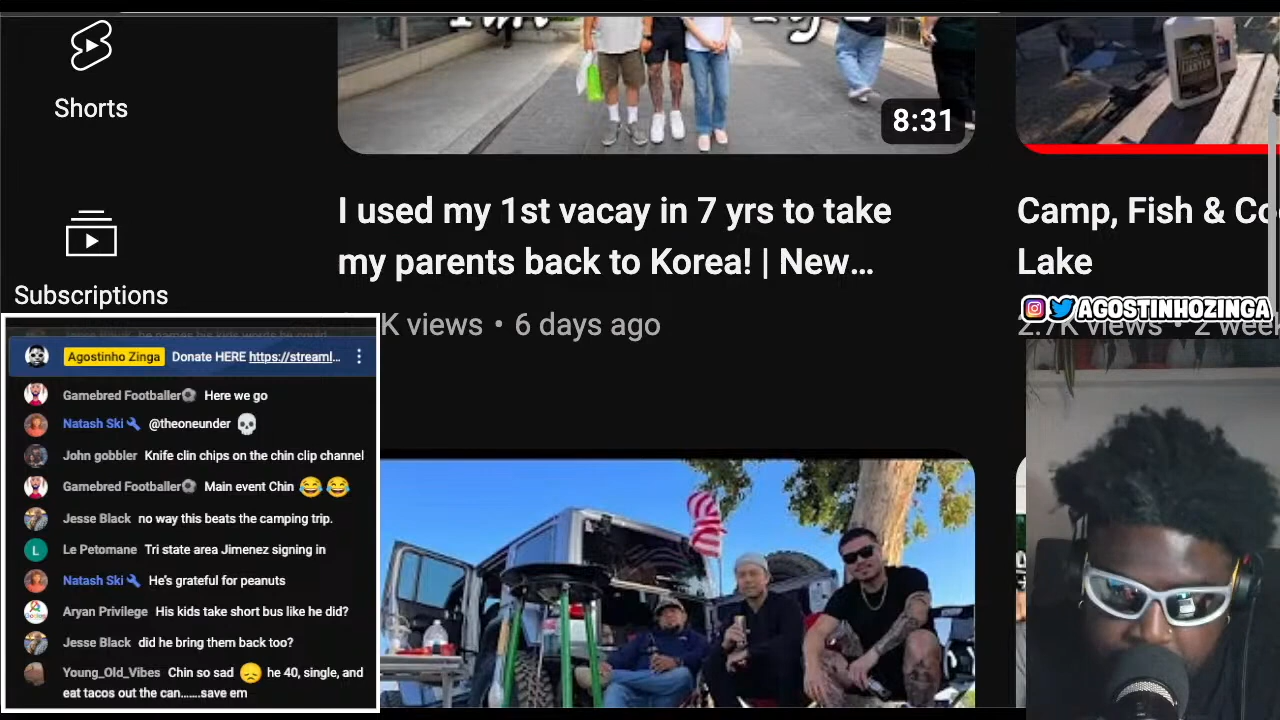 Shorts
8:31
I used my 1st vacay in 7 yrs to take
my parents back to Korea! | New...
K views • 6 days ago
Camp, Fish & Co
Lake
2.7K views • 2 week
AGOSTINHOZINGA
Subscriptions
Agostinho Zinga Donate HERE https://streaml...
Gamebred Footballer Here we go
Natash Ski @theoneunder 💀
John gobbler Knife clin chips on the chin clip channel
Gamebred Footballer Main event Chin 😂😂
Jesse Black no way this beats the camping trip.
L
Le Petomane Tri state area Jimenez signing in
Natash Ski He's grateful for peanuts
Aryan Privilege His kids take short bus like he did?
Jesse Black did he bring them back too?
Young_Old_Vibes Chin so sad 😞 he 40, single, and
eat tacos out the can.......save em